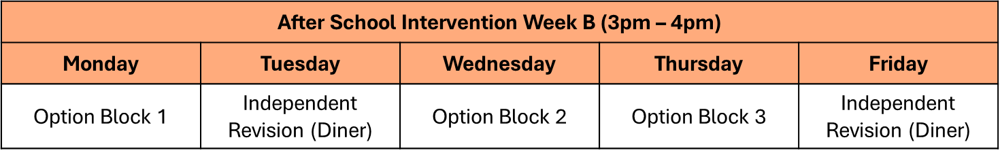 After School Intervention Week B (3pm – 4pm)
Monday
Tuesday
Wednesday
Thursday
Friday
Option Block 1
Independent
Revision (Diner)
Option Block 2
Option Block 3
Independent
Revision (Diner)